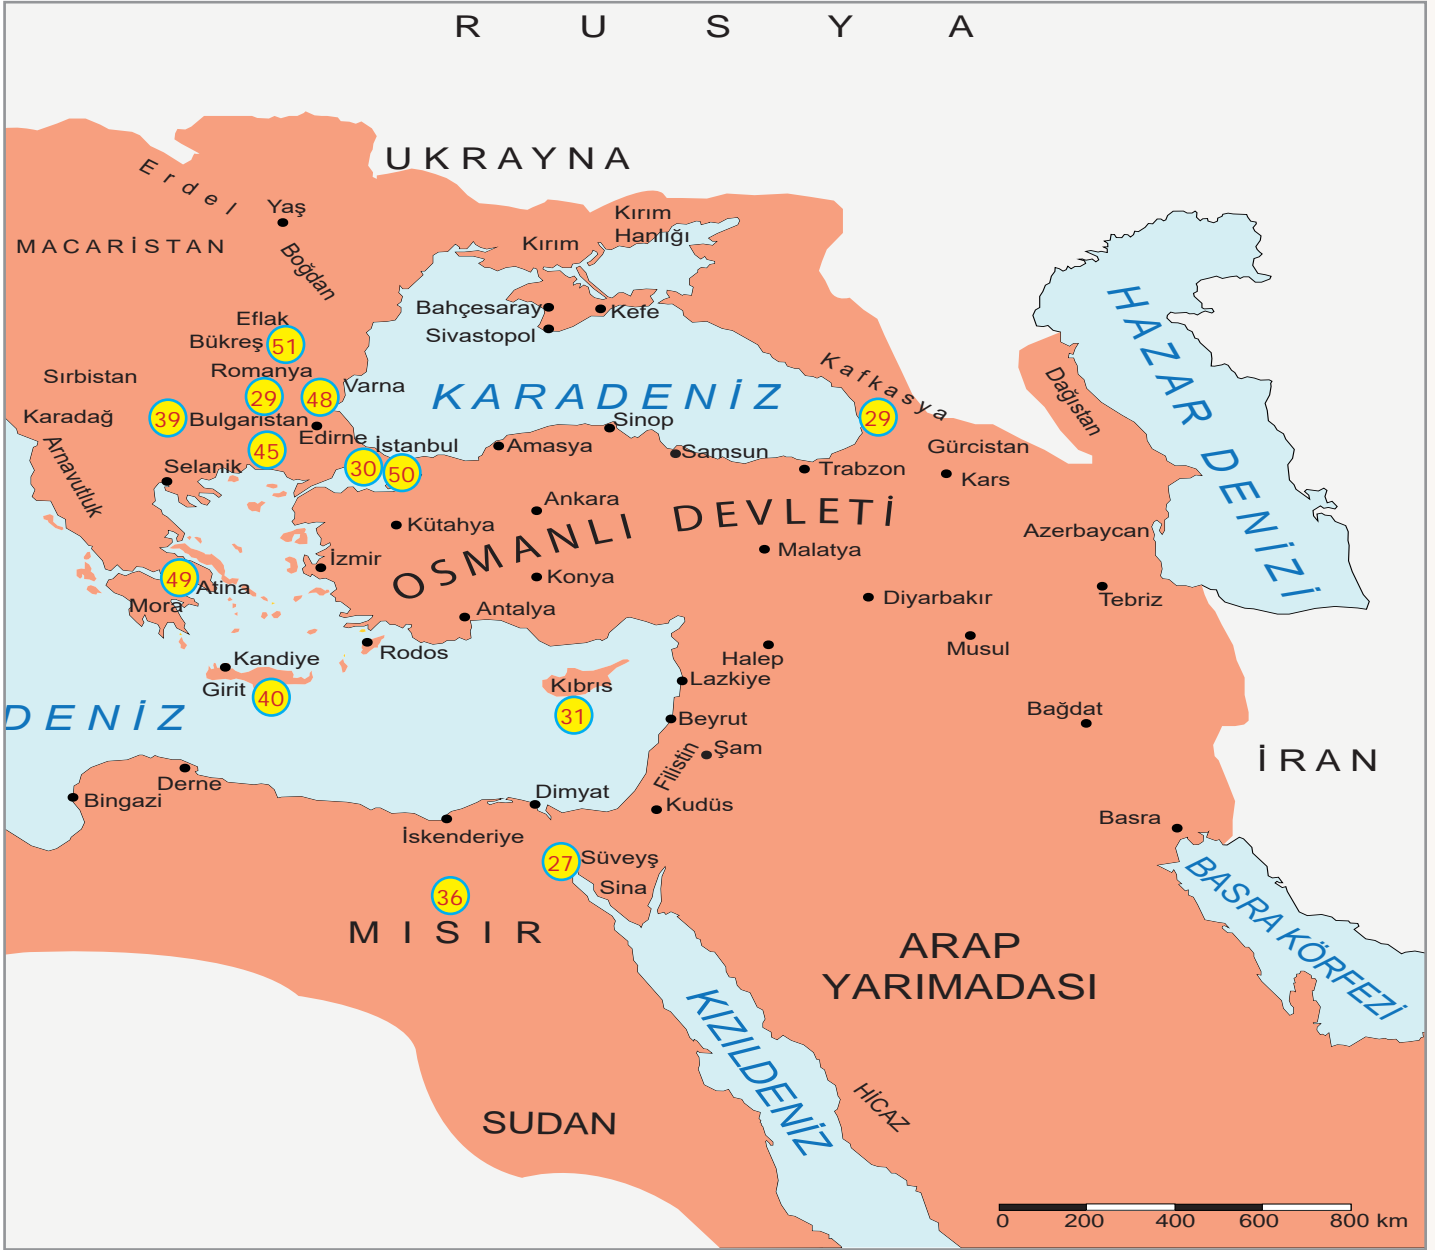 RUSYA
UKRAYNA
Erdel
Yaş
MACARİSTAN
Boğdan
Kırım
Hanlığı
Kırım
Bahçesaray
Kefe
Sivastopol
HAZAR DENİZİ
Eflak
Bükreş
51
Romanya
Sırbistan
29
48
Varna
KARADENİZ
Kafkasya
29
Dağıstan
Karadağ
39
Bulgaristan
Edirne
İstanbul
Sinop
Amasya
Samsun
Gürcistan
Arnavutluk
45
30
50
Selanik
Trabzon
Kars
Ankara
Kütahya
OSMANLI DEVLETİ
Azerbaycan
Malatya
İzmir
Konya
49
Atina
Mora
Antalya
Diyarbakır
Tebriz
Musul
Rodos
Kandiye
Girit
40
Halep
Lazkiye
Kıbrıs
31
DENİZ
Beyrut
Bağdat
Şam
Filistin
İRAN
Derne
Bingazi
Dimyat
Kudüs
Basra
İskenderiye
27
Süveyş
Sina
36
MISIR
BASRA KÖRFEZİ
ARAP
YARIMADASI
KIZILDENİZ
HİCAZ
SUDAN
0 200 400 600 800 km